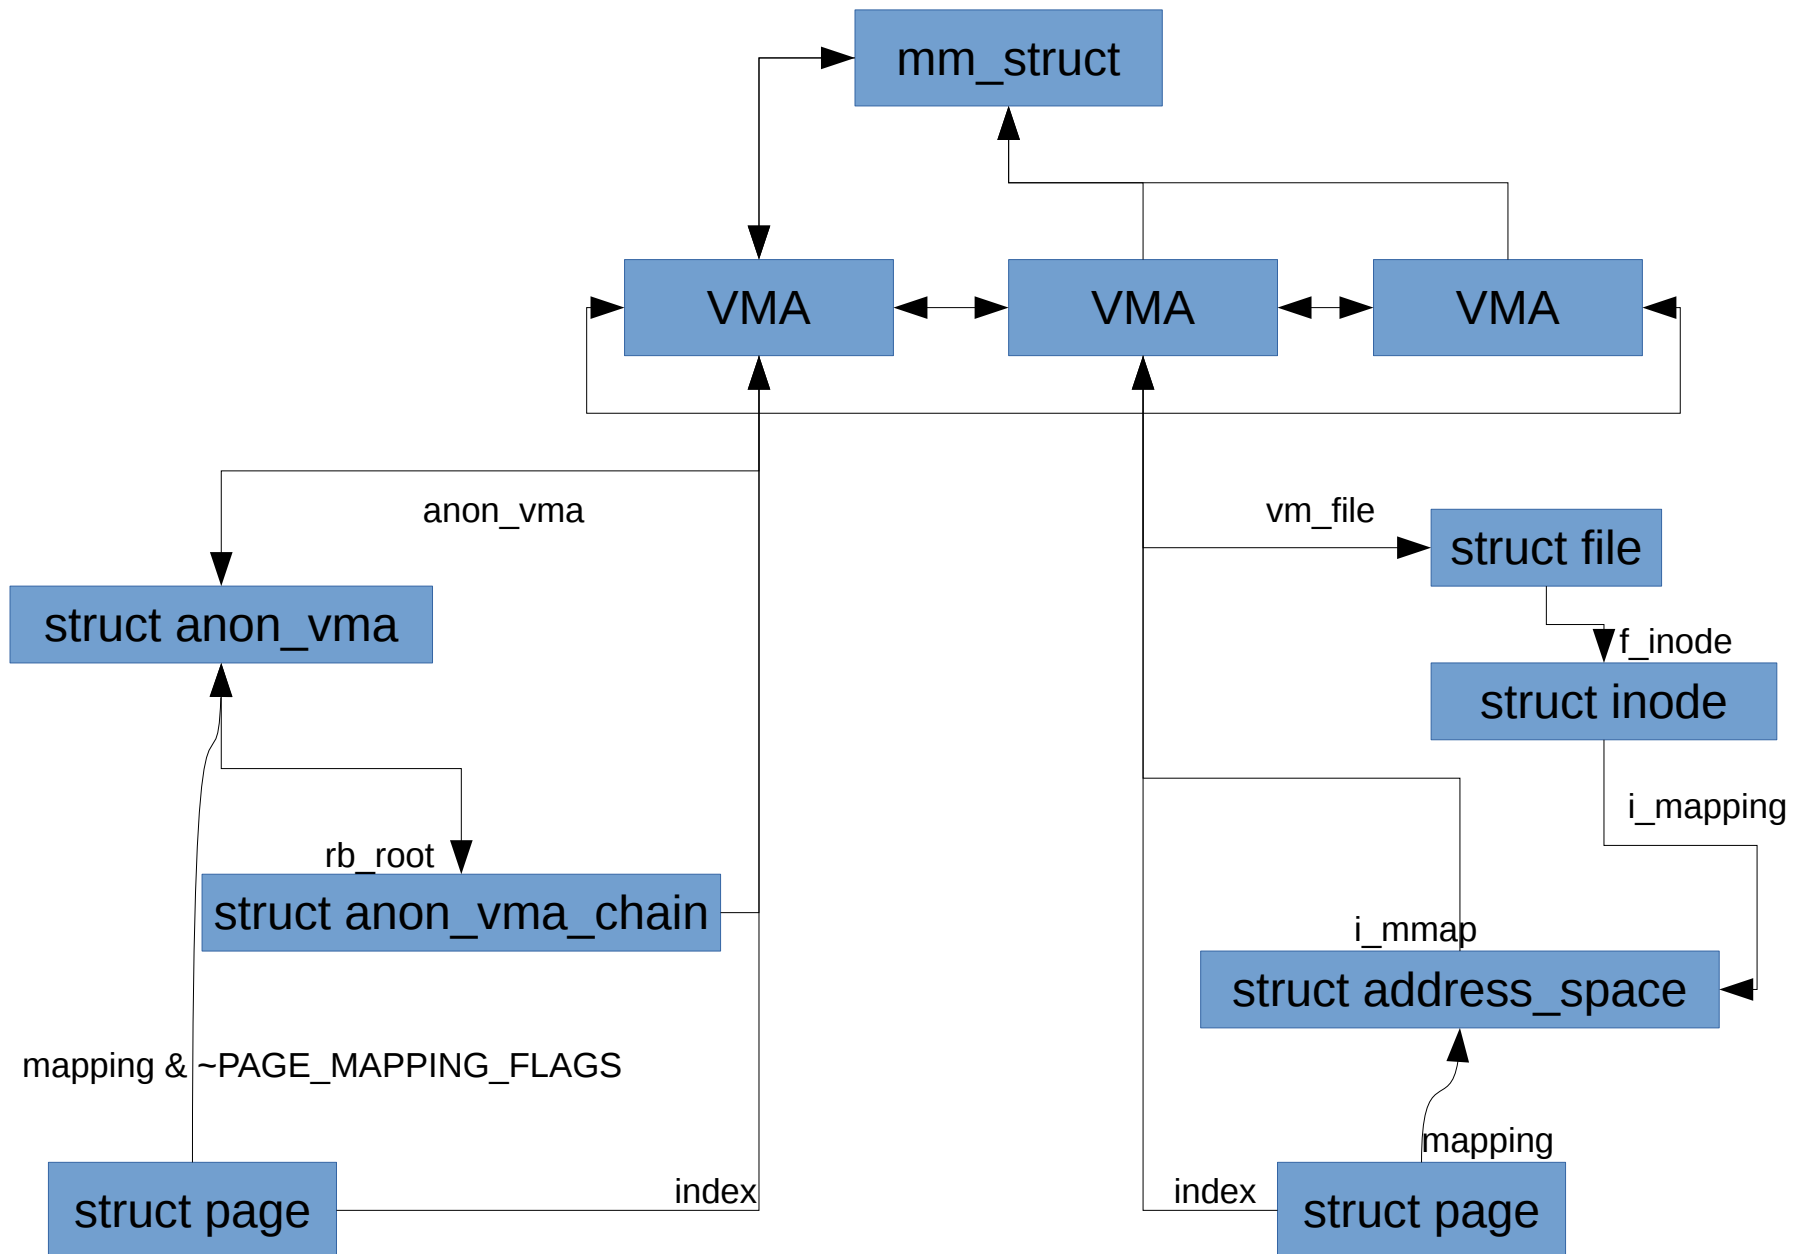 mm_struct
VMA
VMA
VMA
anon_vma
vm_file
struct file
struct anon_vma
f_inode
struct inode
i_mapping
rb_root
struct anon_vma_chain
i_mmap
struct address_space
mapping & ~PAGE_MAPPING_FLAGS
mapping
index
index
struct page
struct page